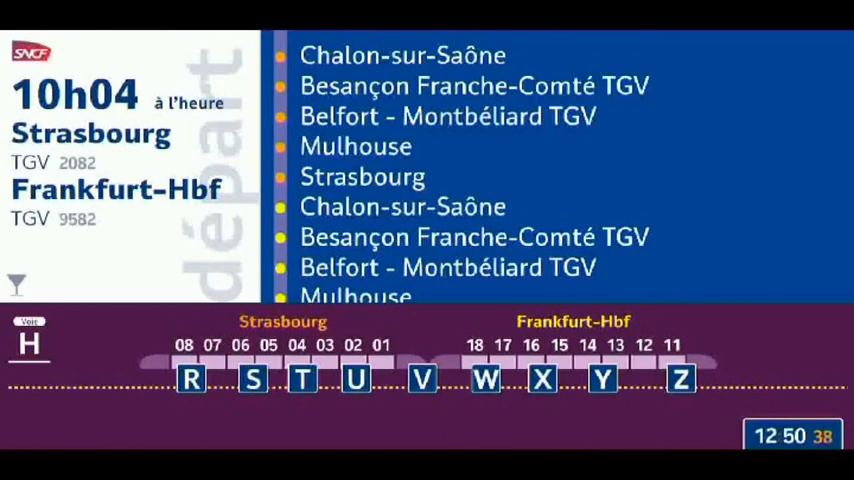 SNCF
départ
10h04 à l'heure
Strasbourg
TGV 2082
Frankfurt-Hbf
TGV 9582
Chalon-sur-Saône
Besançon Franche-Comté TGV
Belfort - Montbéliard TGV
Mulhouse
Strasbourg
Chalon-sur-Saône
Besançon Franche-Comté TGV
Belfort - Montbéliard TGV
Mulhouse
Voie
H
Strasbourg Frankfurt-Hbf
08 07 06 05 04 03 02 01 18 17 16 15 14 13 12 11
R S T U V W X Y Z
12:50 38